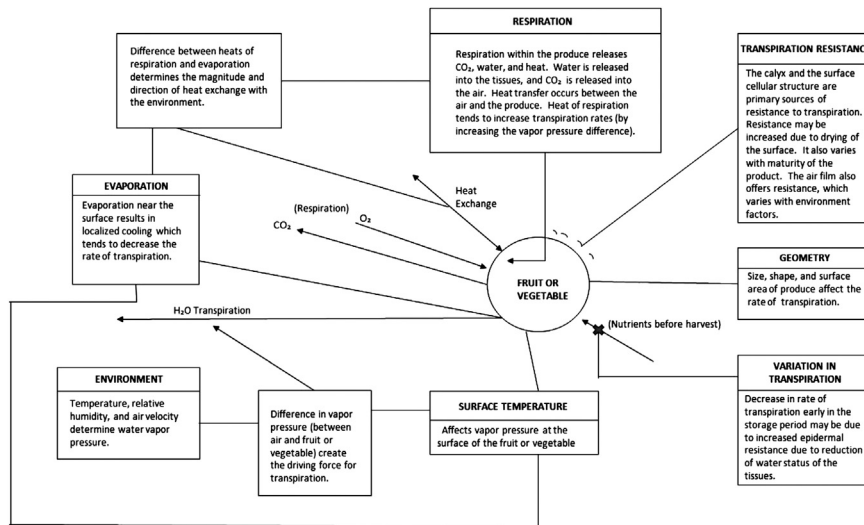 RESPIRATION
Respiration within the produce releases
CO₂, water, and heat. Water is released
into the tissues, and CO₂ is released into
the air. Heat transfer occurs between the
air and the produce. Heat of respiration
tends to increase transpiration rates (by
increasing the vapor pressure difference).
Difference between heats of
respiration and evaporation
determines the magnitude and
direction of heat exchange with
the environment.
TRANSPIRATION RESISTANCE
The calyx and the surface
cellular structure are
primary sources of
resistance to transpiration.
Resistance may be
increased due to drying of
the surface. It also varies
with maturity of the
product. The air film also
offers resistance, which
varies with environment
factors.
EVAPORATION
Evaporation near the
surface results in
localized cooling which
tends to decrease the
rate of transpiration.
Heat
Exchange
(Respiration)
O₂
CO₂
FRUIT OR
VEGETABLE
GEOMETRY
Size, shape, and surface
area of produce affect the
rate of transpiration.
H₂O Transpiration
(Nutrients before harvest)
ENVIRONMENT
Temperature, relative
humidity, and air velocity
determine water vapor
pressure.
Difference in vapor
pressure (between
air and fruit or
vegetable) create
the driving force for
transpiration.
SURFACE TEMPERATURE
Affects vapor pressure at the
surface of the fruit or vegetable
VARIATION IN
TRANSPIRATION
Decrease in rate of
transpiration early in the
storage period may be due
to increased epidermal
resistance due to reduction
of water status of the
tissues.